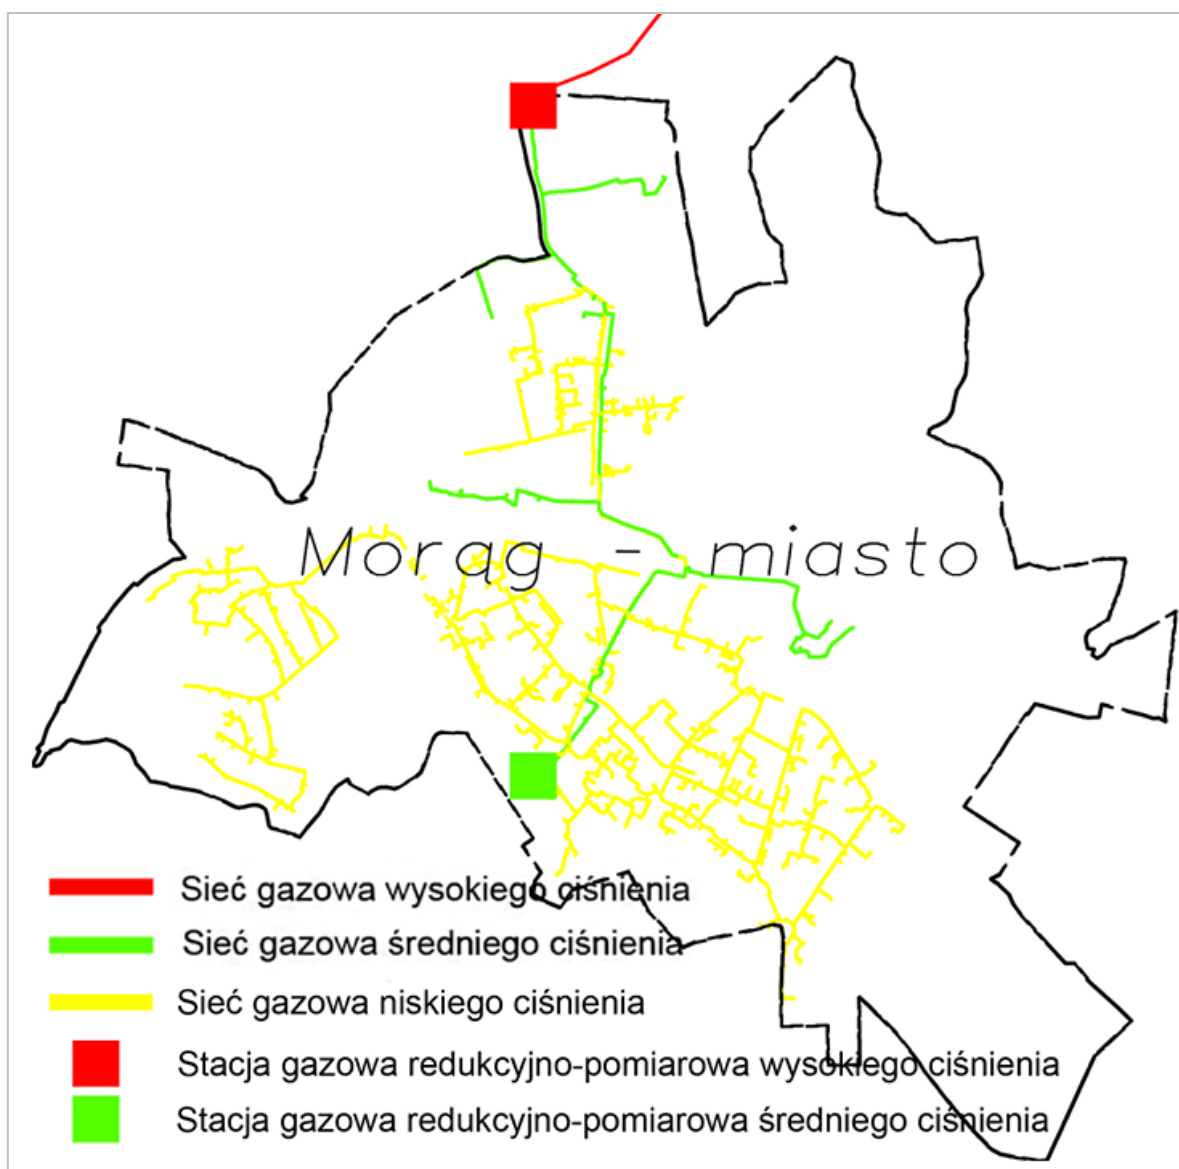 Morąg - miasto
Sieć gazowa wysokiego ciśnienia
Sieć gazowa średniego ciśnienia
Sieć gazowa niskiego ciśnienia
Stacja gazowa redukcyjno-pomiarowa wysokiego ciśnienia
Stacja gazowa redukcyjno-pomiarowa średniego ciśnienia